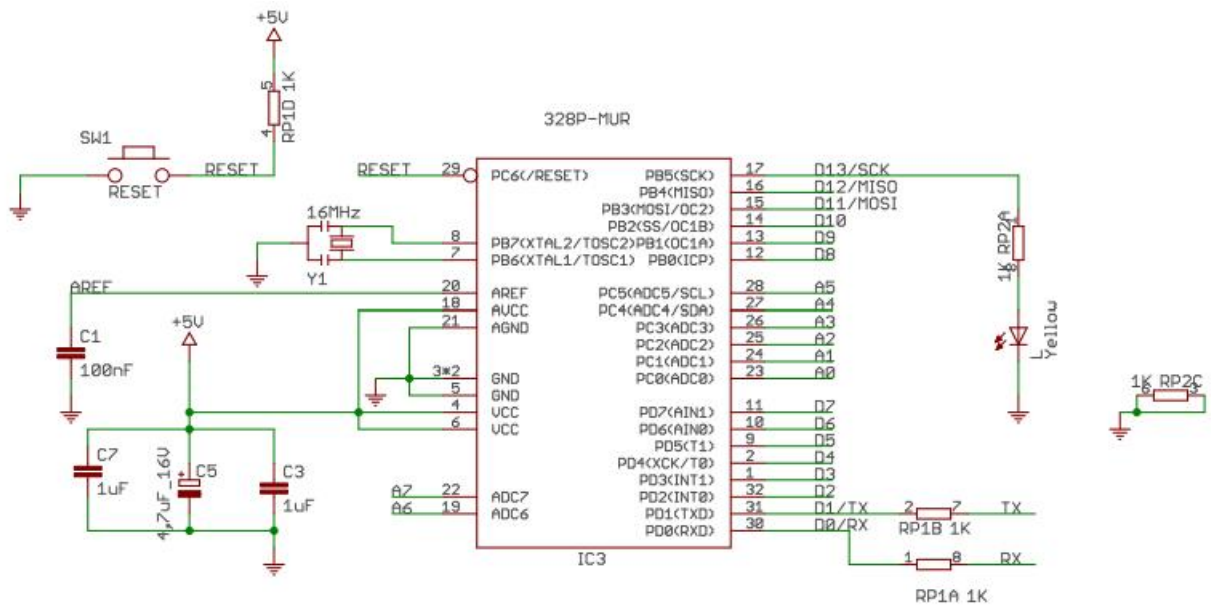 +5V
5
RP1D 1K
4
SW1
RESET
RESET
328P-MUR
RESET
29
PC6(/RESET)
16MHz
Y1
8
PB7(XTAL2/TOSC2)
7
PB6(XTAL1/TOSC1)
AREF
20
AREF
18
AVCC
21
AGND
3*2
GND
5
GND
4
VCC
6
VCC
A7
22
ADC7
A6
19
ADC6
IC3
C1
100nF
+5V
C7
1uF
+
C5
4,7uF_16V
C3
1uF
PB5(SCK)
17
D13/SCK
PB4(MISO)
16
D12/MISO
PB3(MOSI/OC2)
15
D11/MOSI
PB2(SS/OC1B)
14
D10
PB1(OC1A)
13
D9
PB0(ICP)
12
D8
PC5(ADC5/SCL)
28
A5
PC4(ADC4/SDA)
27
A4
PC3(ADC3)
26
A3
PC2(ADC2)
25
A2
PC1(ADC1)
24
A1
PC0(ADC0)
23
A0
PD7(AIN1)
11
D7
PD6(AIN0)
10
D6
PD5(T1)
9
D5
PD4(XCK/T0)
2
D4
PD3(INT1)
1
D3
PD2(INT0)
32
D2
PD1(TXD)
31
D1/TX
PD0(RXD)
30
D0/RX
2
7
TX
RP1B 1K
1
8
RX
RP1A 1K
1K RP2A
L
Yellow
1K RP2C
6
3